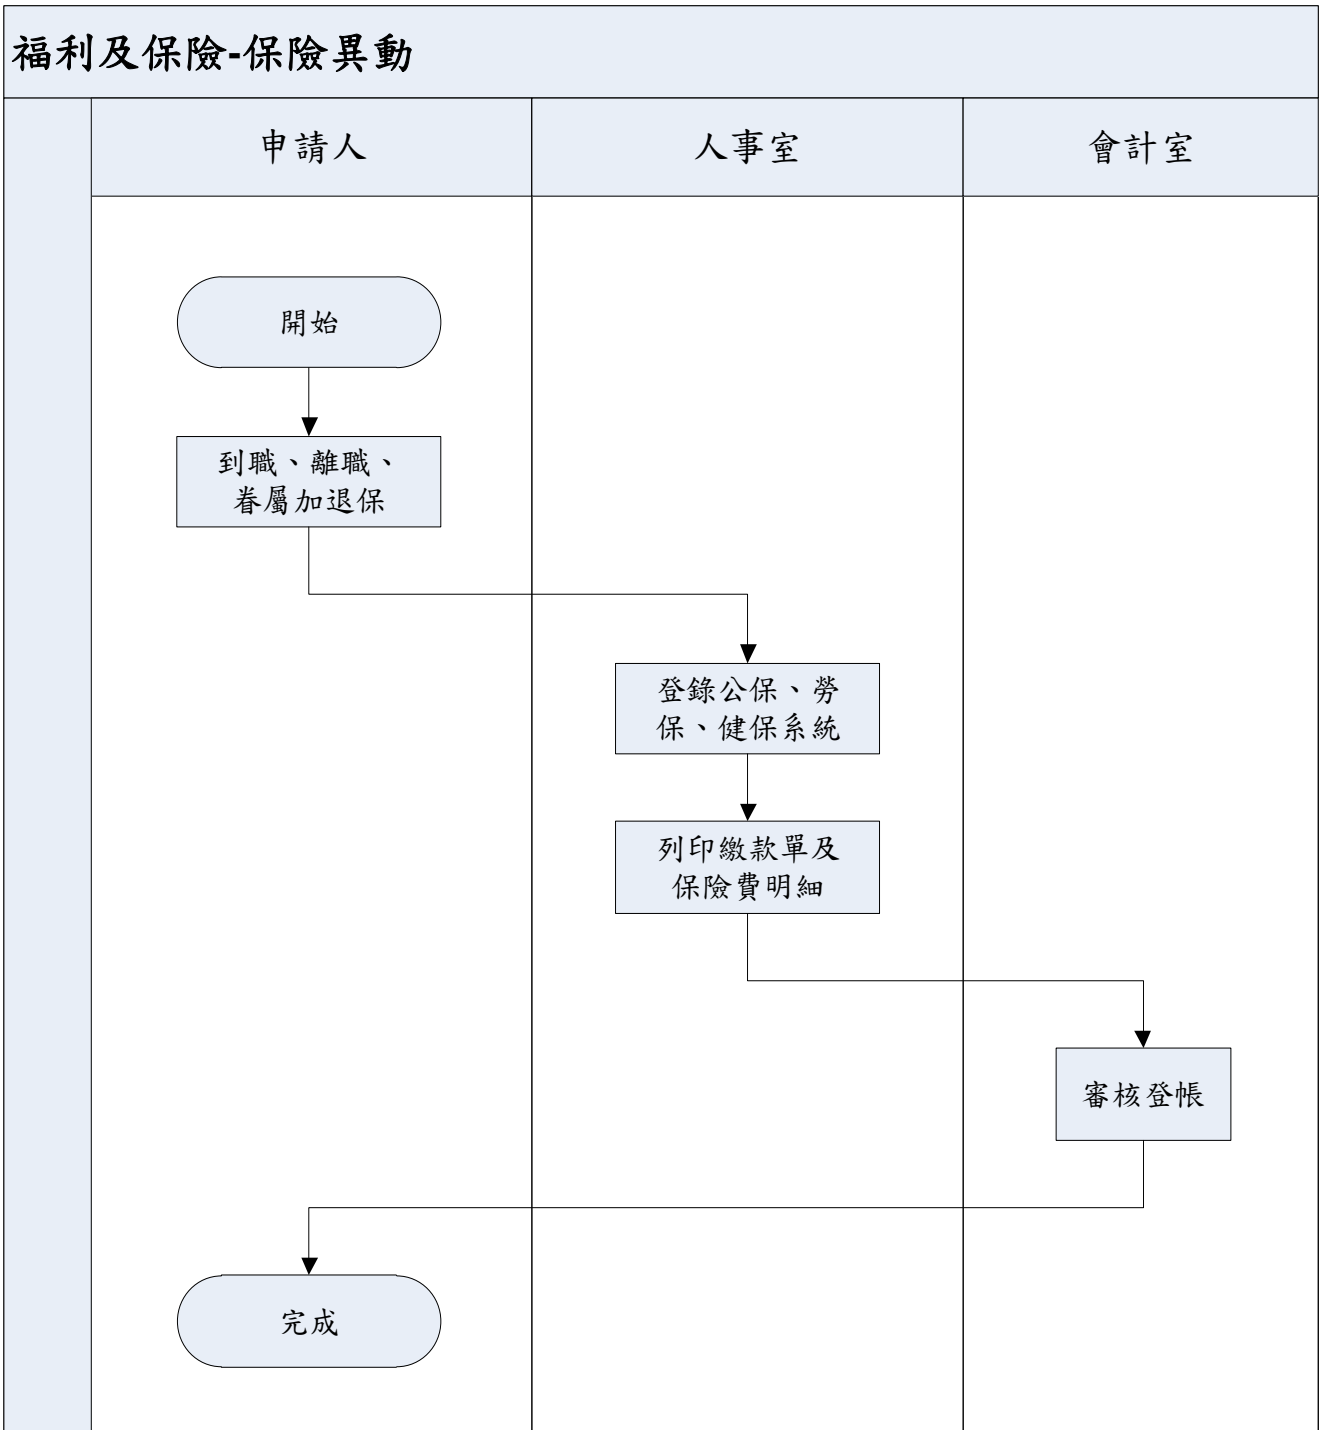 福利及保險-保險異動
申請人
人事室
會計室
開始
到職、離職、
眷屬加退保
登錄公保、勞
保、健保系統
列印繳款單及
保險費明細
審核登帳
完成